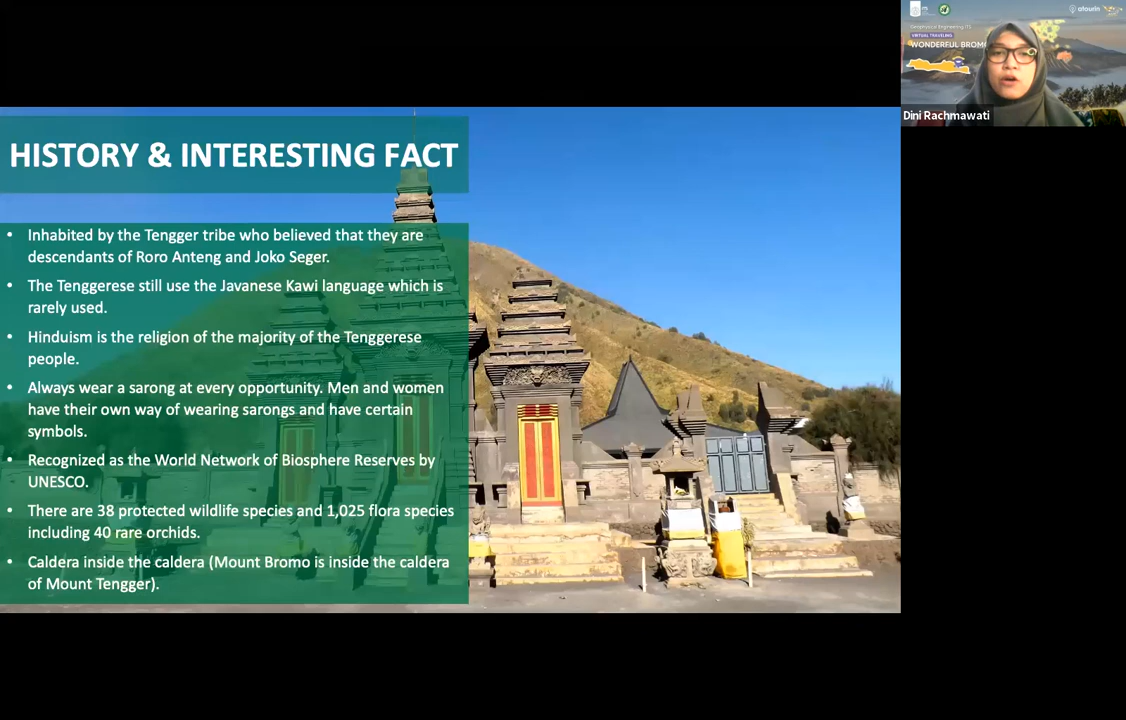 HISTORY & INTERESTING FACT
• Inhabited by the Tengger tribe who believed that they are
descendants of Roro Anteng and Joko Seger.
• The Tenggerese still use the Javanese Kawi language which is
rarely used.
• Hinduism is the religion of the majority of the Tenggerese
people.
• Always wear a sarong at every opportunity. Men and women
have their own way of wearing sarongs and have certain
symbols.
• Recognized as the World Network of Biosphere Reserves by
UNESCO.
• There are 38 protected wildlife species and 1,025 flora species
including 40 rare orchids.
• Caldera inside the caldera (Mount Bromo is inside the caldera
of Mount Tengger).
atourin
Geophysical Engineering ITS
VIRTUAL TRAVELING
WONDERFUL BROMO
Dini Rachmawati